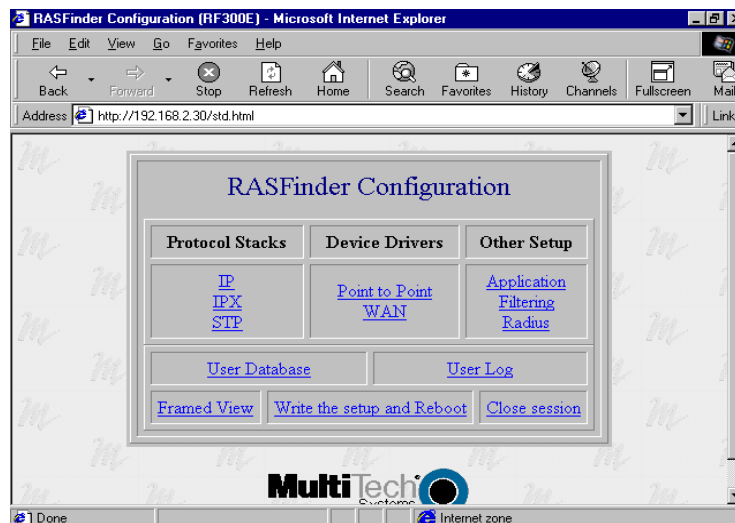 RASFinder Configuration (RF300E) - Microsoft Internet Explorer
File Edit View Go Favorites Help
Back Forward Stop Refresh Home Search Favorites History Channels Fullscreen Mail
Address http://192.168.2.30/std.html Link
RASFinder Configuration
Protocol Stacks Device Drivers Other Setup
IP
IPX
STP
Point to Point
WAN
Application
Filtering
Radius
User Database User Log
Framed View Write the setup and Reboot Close session
MultiTech
Systems
Done Internet zone